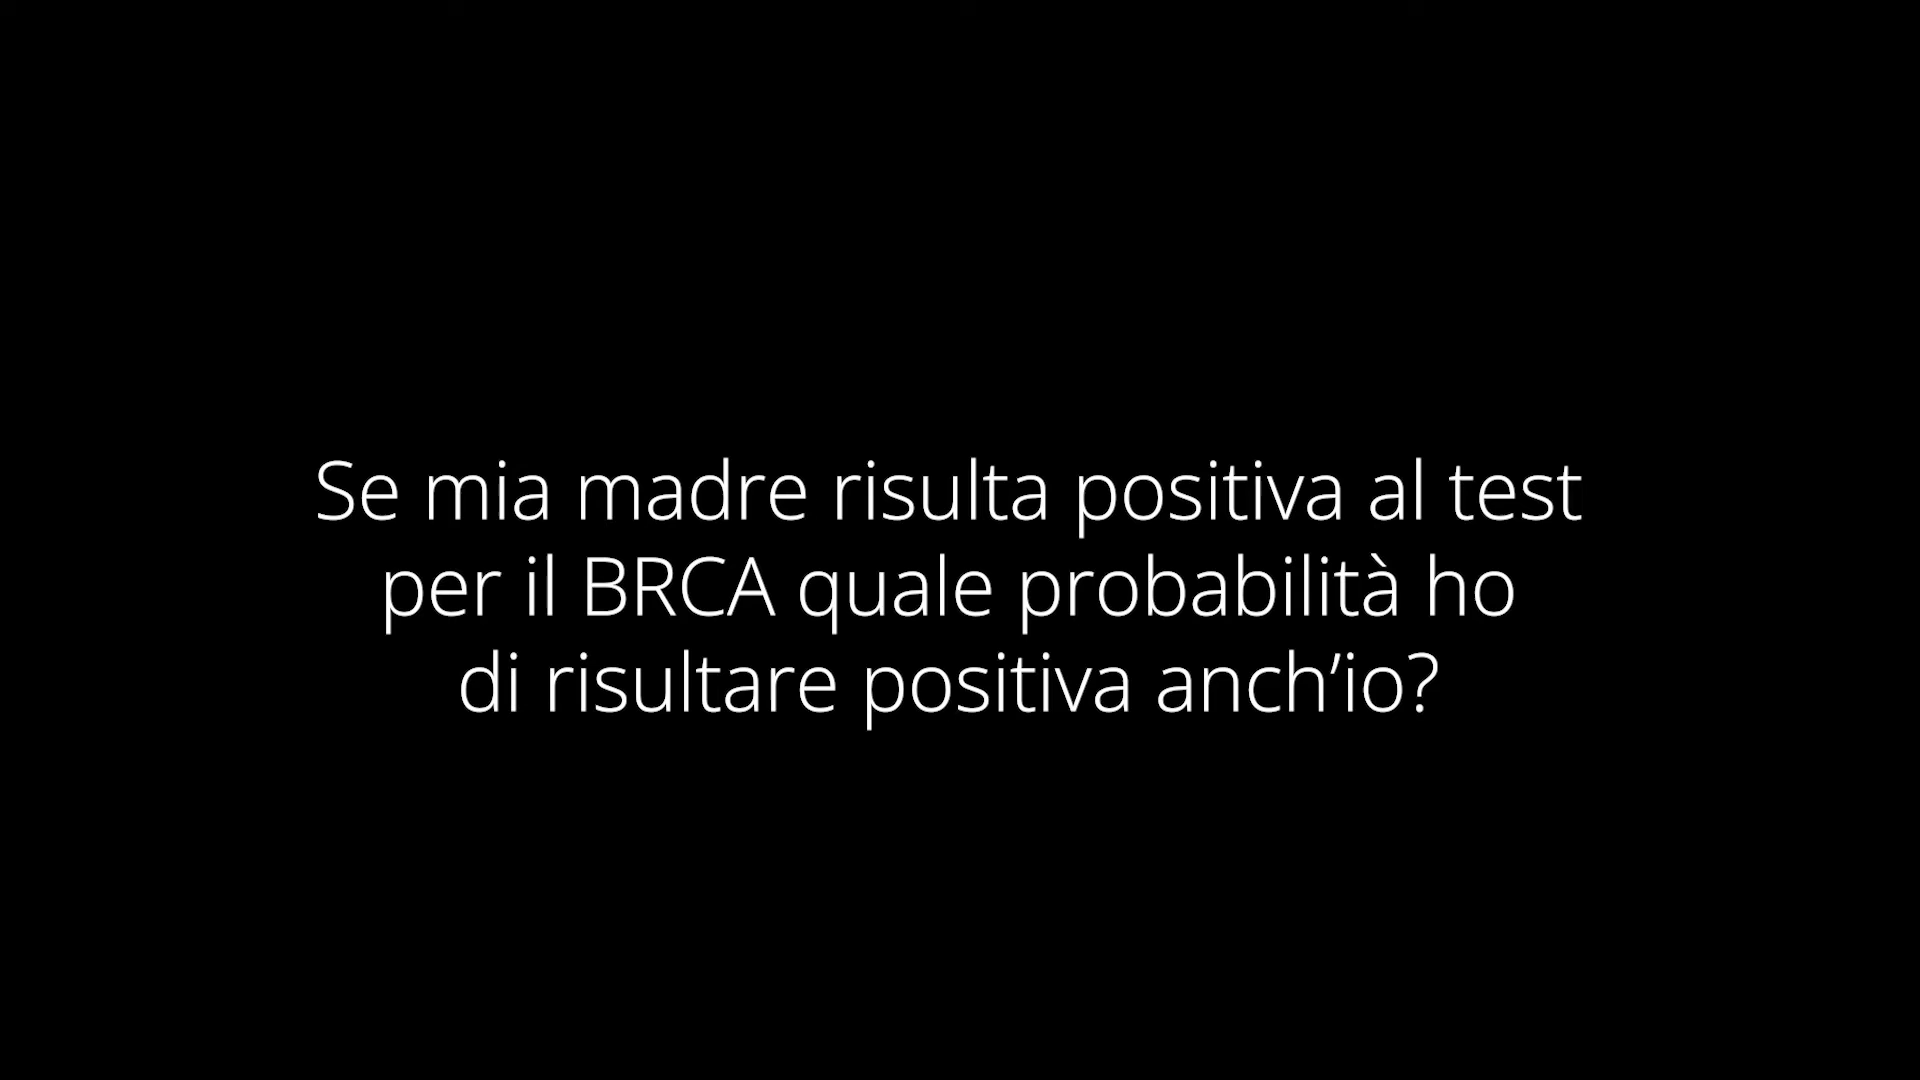 Se mia madre risulta positiva al test
per il BRCA quale probabilità ho
di risultare positiva anch’io?